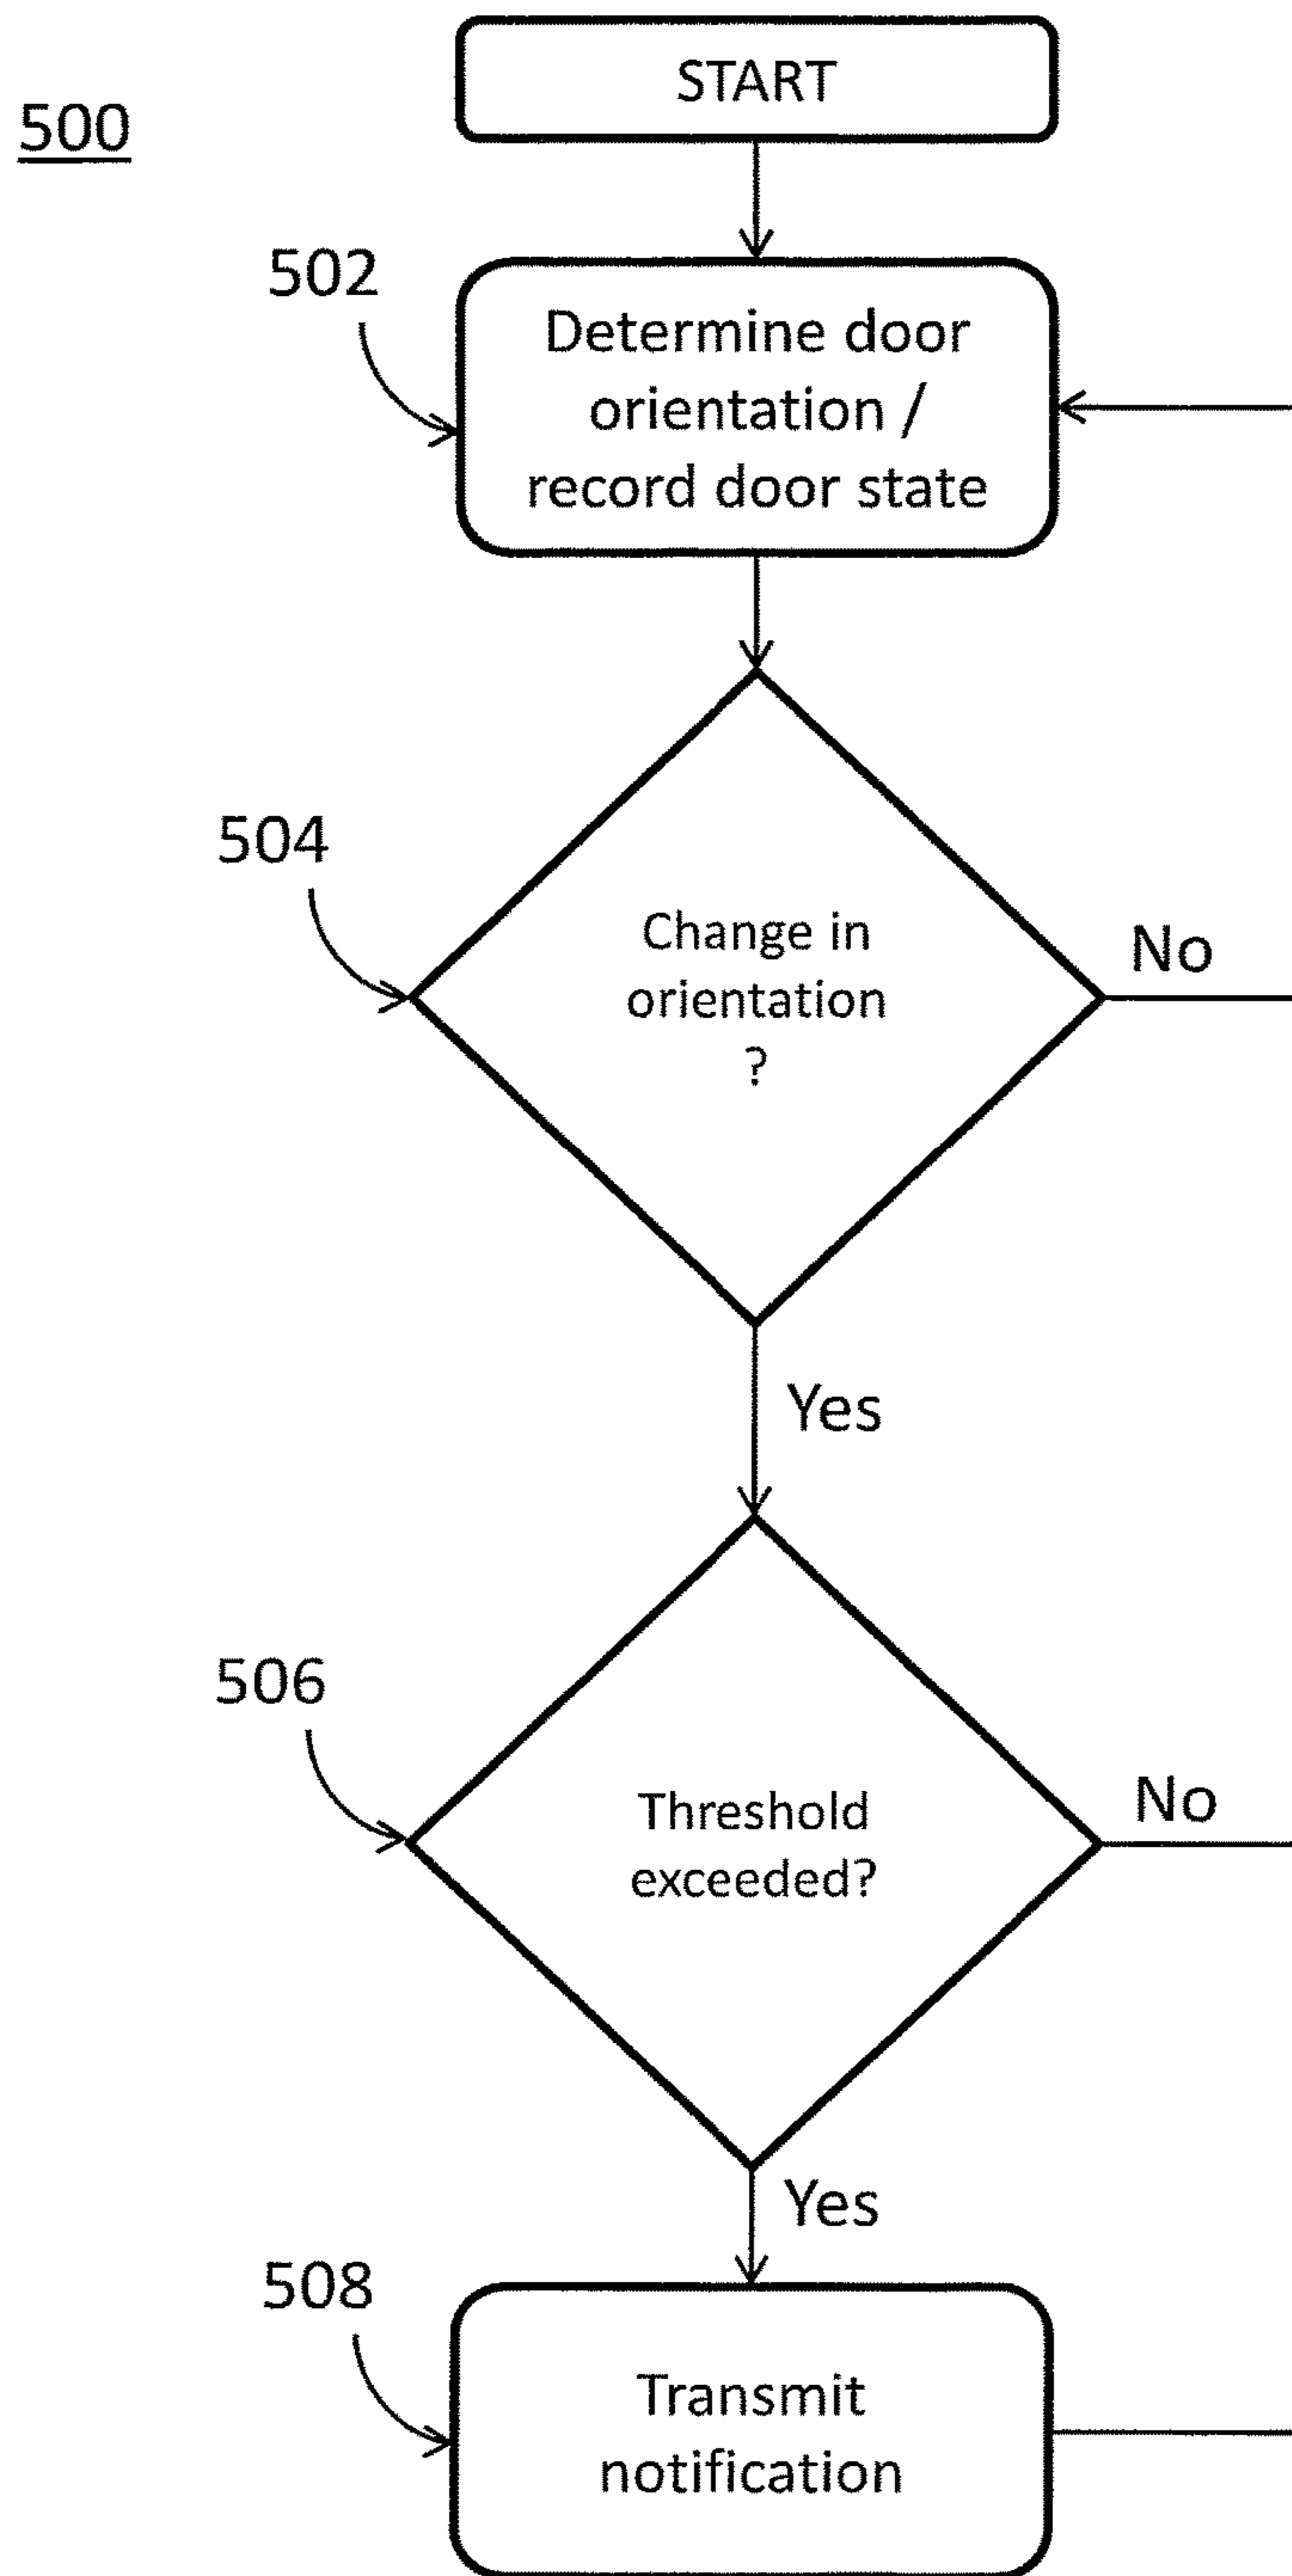 START
500
502
Determine door
orientation /
record door state
504
Change in
orientation
?
No
Yes
506
Threshold
exceeded?
No
Yes
508
Transmit
notification